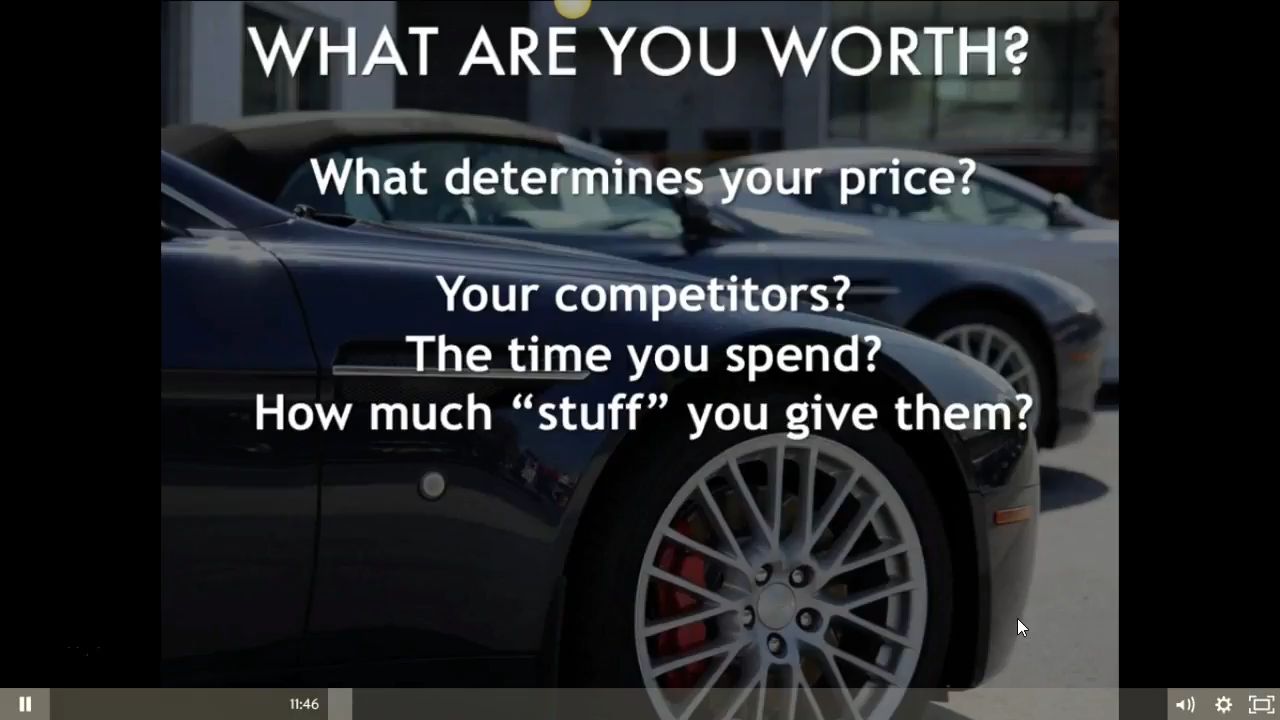 WHAT ARE YOU WORTH?
What determines your price?
Your competitors?
The time you spend?
How much “stuff” you give them?
11:46